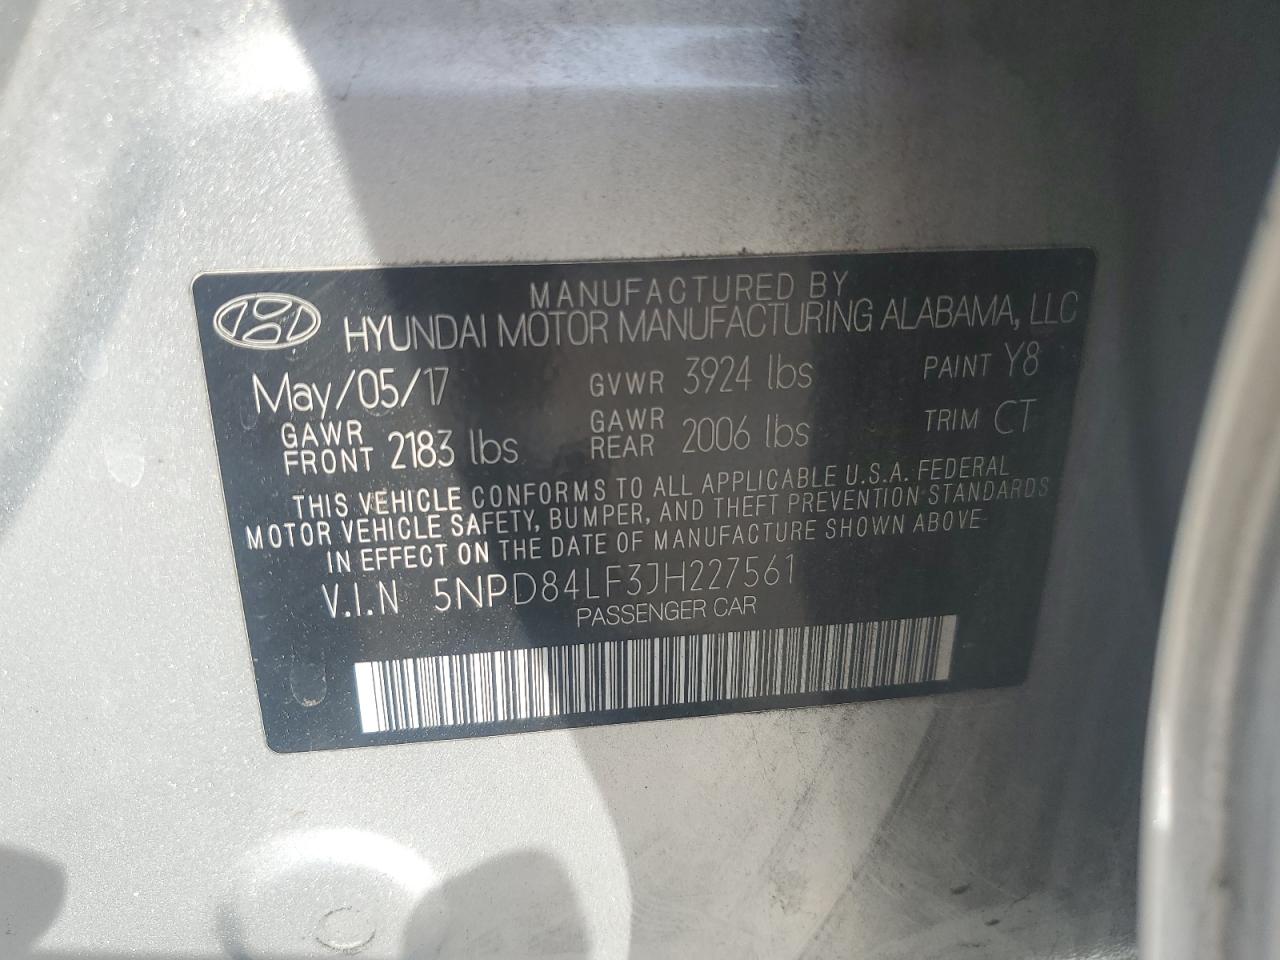 MANUFACTURED BY
HYUNDAI MOTOR MANUFACTURING ALABAMA, LLC
May/05/17 GVWR 3924 lbs PAINT Y8
GAWR FRONT 2183 lbs GAWR REAR 2006 lbs TRIM CT
THIS VEHICLE CONFORMS TO ALL APPLICABLE U.S.A. FEDERAL
MOTOR VEHICLE SAFETY, BUMPER, AND THEFT PREVENTION STANDARDS
IN EFFECT ON THE DATE OF MANUFACTURE SHOWN ABOVE
V.I.N 5NPD84LF3JH227561
PASSENGER CAR